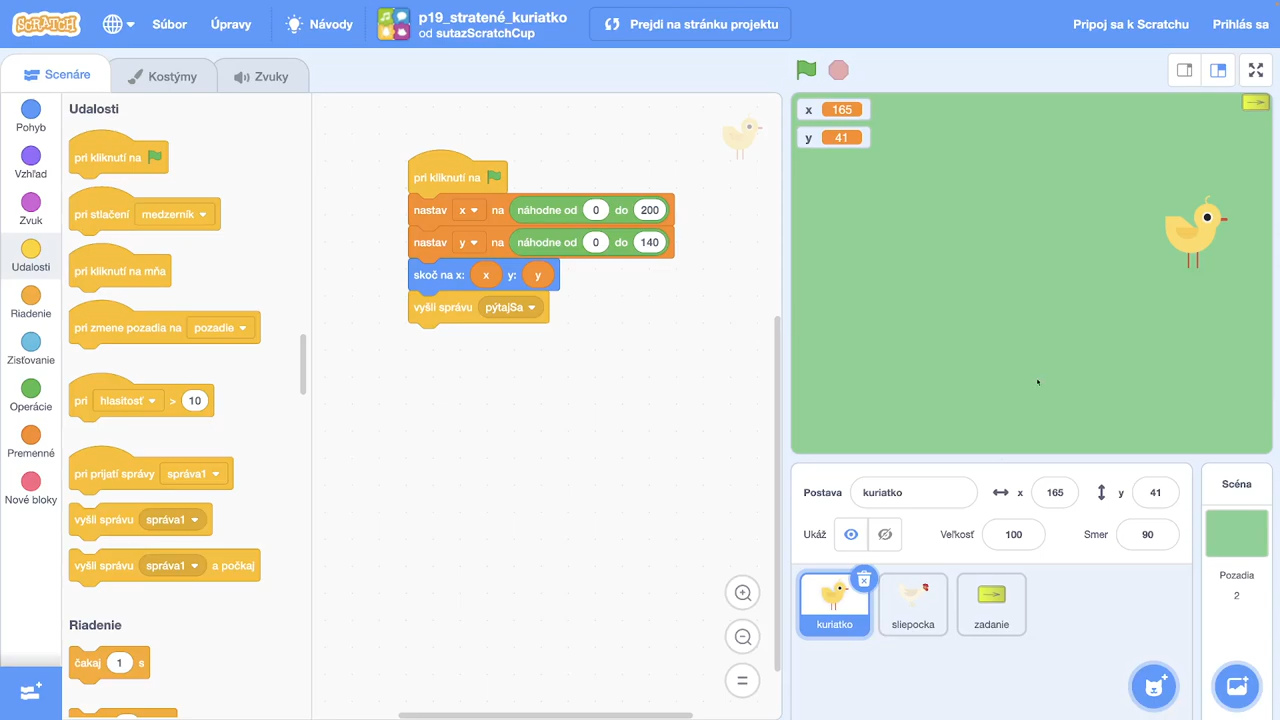 SCRATCH
Súbor
Úpravy
Návody
p19_stratené_kuriatko
od sutazScratchCup
Prejdi na stránku projektu
Pripoj sa k Scratchu
Prihlás sa
Scenáre
Kostýmy
Zvuky
Pohyb
Vzhľad
Zvuk
Udalosti
Riadenie
Zisťovanie
Operácie
Premenné
Nové bloky
Udalosti
pri kliknutí na
pri stlačení medzerník
pri kliknutí na mňa
pri zmene pozadia na pozadie
pri hlasitosť > 10
pri prijatí správy správa1
vyšli správu správa1
vyšli správu správa1 a počkaj
Riadenie
čakaj 1 s
pri kliknutí na
nastav x na náhodne od 0 do 200
nastav y na náhodne od 0 do 140
skoč na x: x y: y
vyšli správu pýtajSa
x 165
y 41
Postava kuriatko x 165 y 41
Ukáž Veľkosť 100 Smer 90
kuriatko
sliepocka
zadanie
Scéna
Pozadia
2